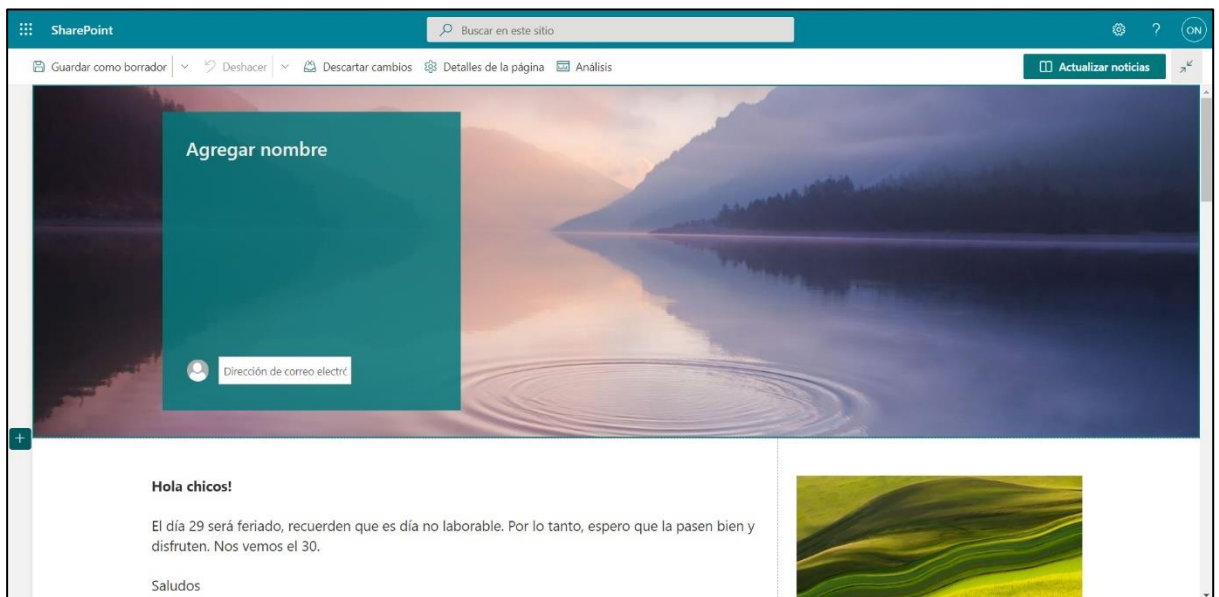 SharePoint
Buscar en este sitio
?
ON
Guardar como borrador
Deshacer
Descartar cambios
Detalles de la página
Análisis
Actualizar noticias
Agregar nombre
Dirección de correo electró
Hola chicos!
El día 29 será feriado, recuerden que es día no laborable. Por lo tanto, espero que la pasen bien y
disfruten. Nos vemos el 30.
Saludos